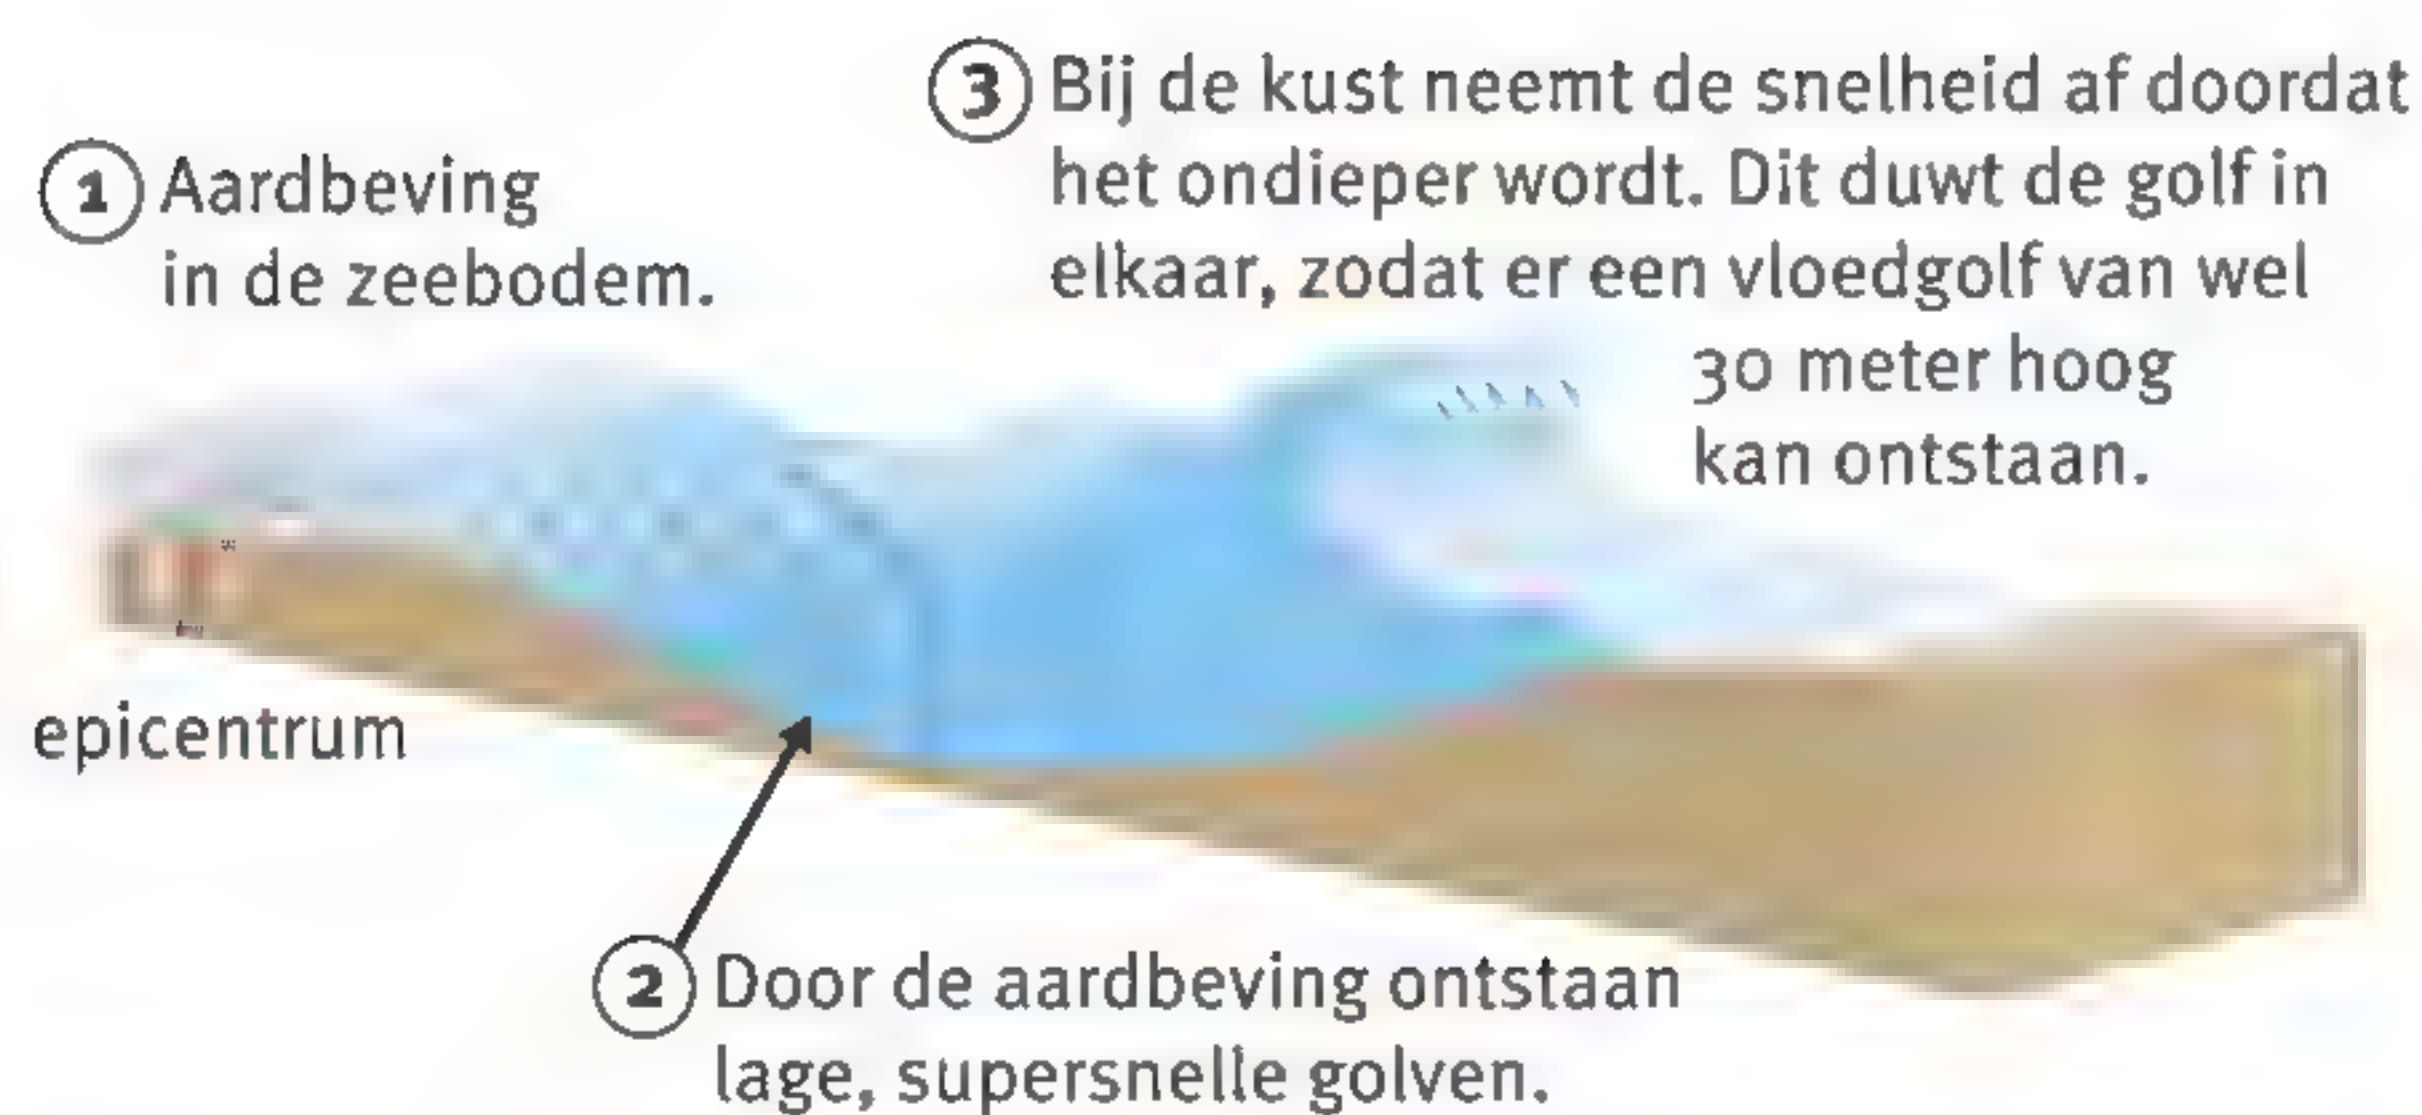 1 Aardbeving
in de zeebodem.
3 Bij de kust neemt de snelheid af doordat
het ondieper wordt. Dit duwt de golf in
elkaar, zodat er een vloedgolf van wel
30 meter hoog
kan ontstaan.
epicentrum
2 Door de aardbeving ontstaan
lage, supersnelle golven.